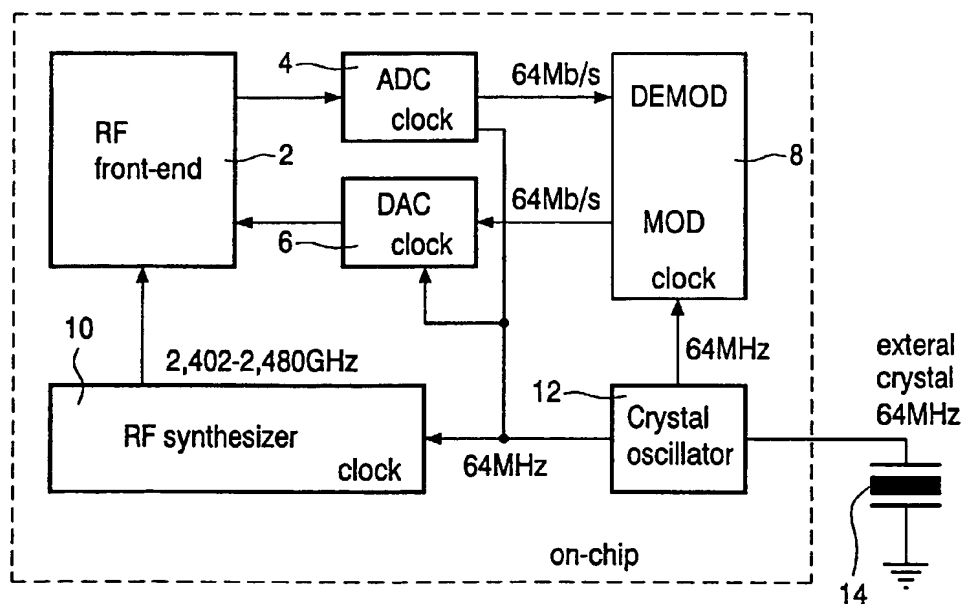 4
ADC
clock
64Mb/s
DEMOD
RF
front-end
2
8
DAC
6
clock
64Mb/s
MOD
clock
10
2,402-2,480GHz
64MHz
exteral
crystal
64MHz
12
RF synthesizer
clock
64MHz
Crystal
oscillator
on-chip
14